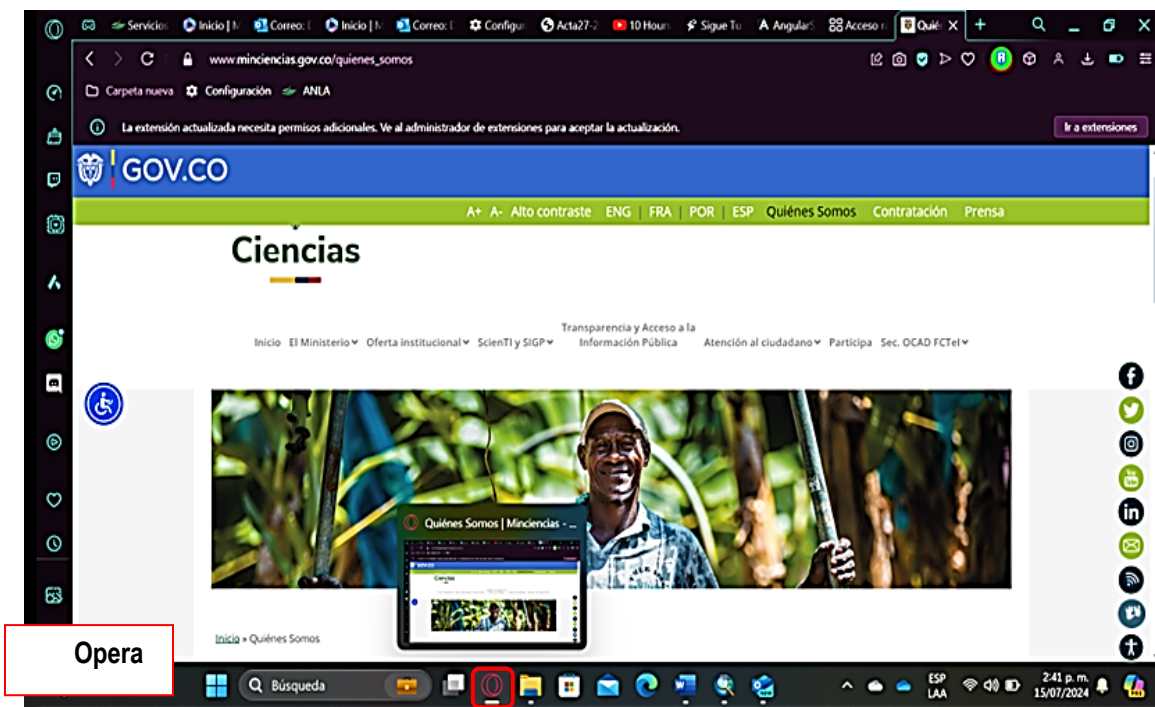 Servicios Inicio | M Correo: Inicio | M Correo: Configur Acta27-2 10 Hours Sigue Tu AngularS Acceso r Quié
www.minciencias.gov.co/quienes_somos
Carpeta nueva Configuración ANLA
La extensión actualizada necesita permisos adicionales. Ve al administrador de extensiones para aceptar la actualización. Ir a extensiones
GOV.CO
A+ A- Alto contraste ENG | FRA | POR | ESP Quiénes Somos Contratación Prensa
Ciencias
Inicio El Ministerio Oferta institucional ScienTI y SIGP Transparencia y Acceso a la
Información Pública Atención al ciudadano Participa Sec. OCAD FCTeI
Quiénes Somos | Minciencias - ...
GOV.CO
Ciencias
Inicio » Quiénes Somos
Opera
Búsqueda
ESP
LAA
2:41 p. m.
15/07/2024